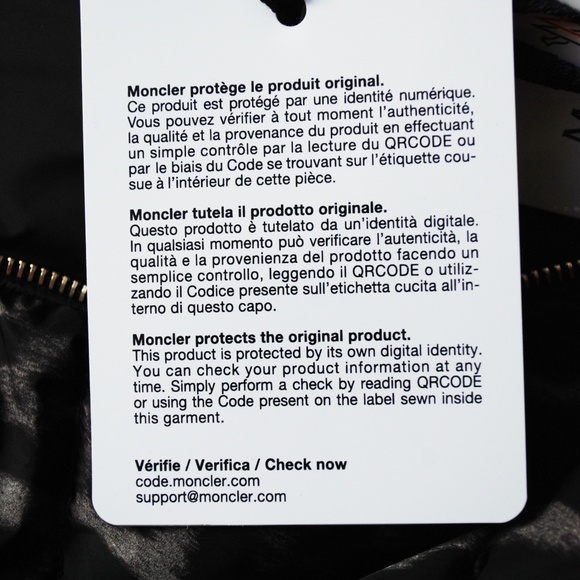 Moncler protège le produit original.
Ce produit est protégé par une identité numérique.
Vous pouvez vérifier à tout moment l'authenticité,
la qualité et la provenance du produit en effectuant
un simple contrôle par la lecture du QRCODE ou
par le biais du Code se trouvant sur l'étiquette cou-
sue à l'intérieur de cette pièce.
Moncler tutela il prodotto originale.
Questo prodotto è tutelato da un'identità digitale.
In qualsiasi momento può verificare l'autenticità, la
qualità e la provenienza del prodotto facendo un
semplice controllo, leggendo il QRCODE o utiliz-
zando il Codice presente sull'etichetta cucita all'in-
terno di questo capo.
Moncler protects the original product.
This product is protected by its own digital identity.
You can check your product information at any
time. Simply perform a check by reading QRCODE
or using the Code present on the label sewn inside
this garment.
Vérifie / Verifica / Check now
code.moncler.com
support@moncler.com